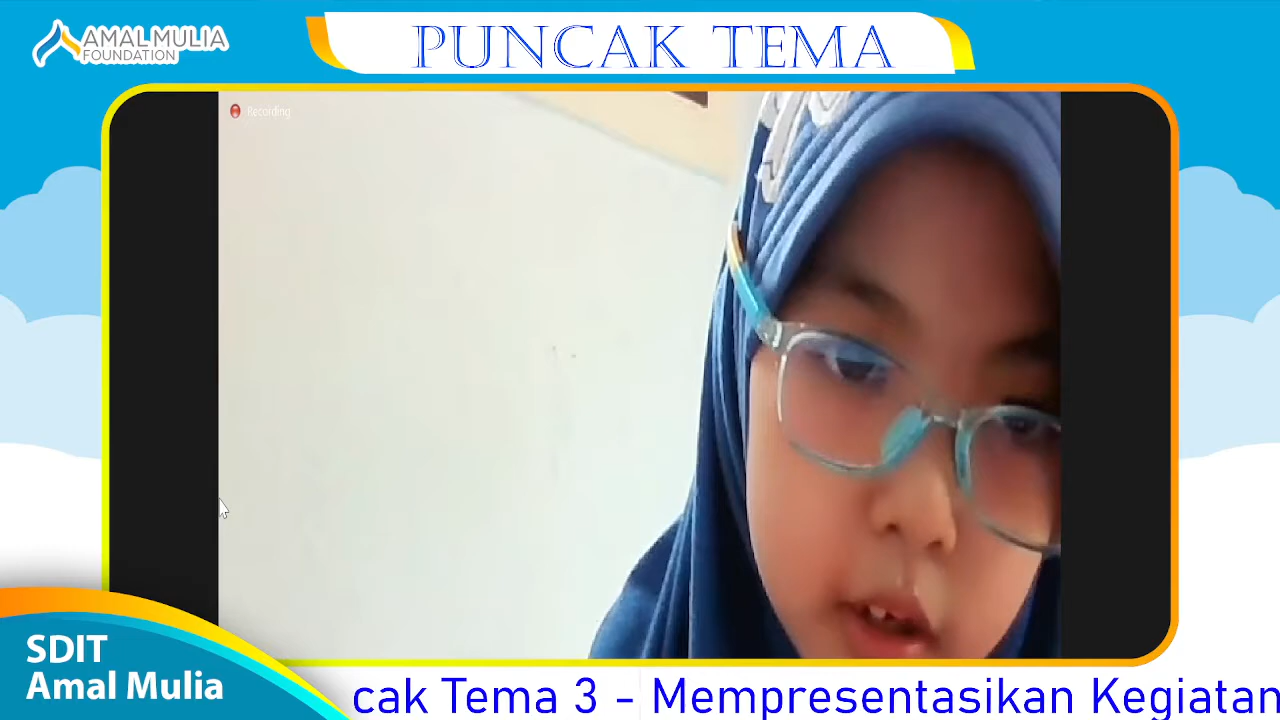 AMAL MULIA
FOUNDATION
PUNCAK TEMA
Recording
SDIT
Amal Mulia
cak Tema 3 - Mempresentasikan Kegiatan